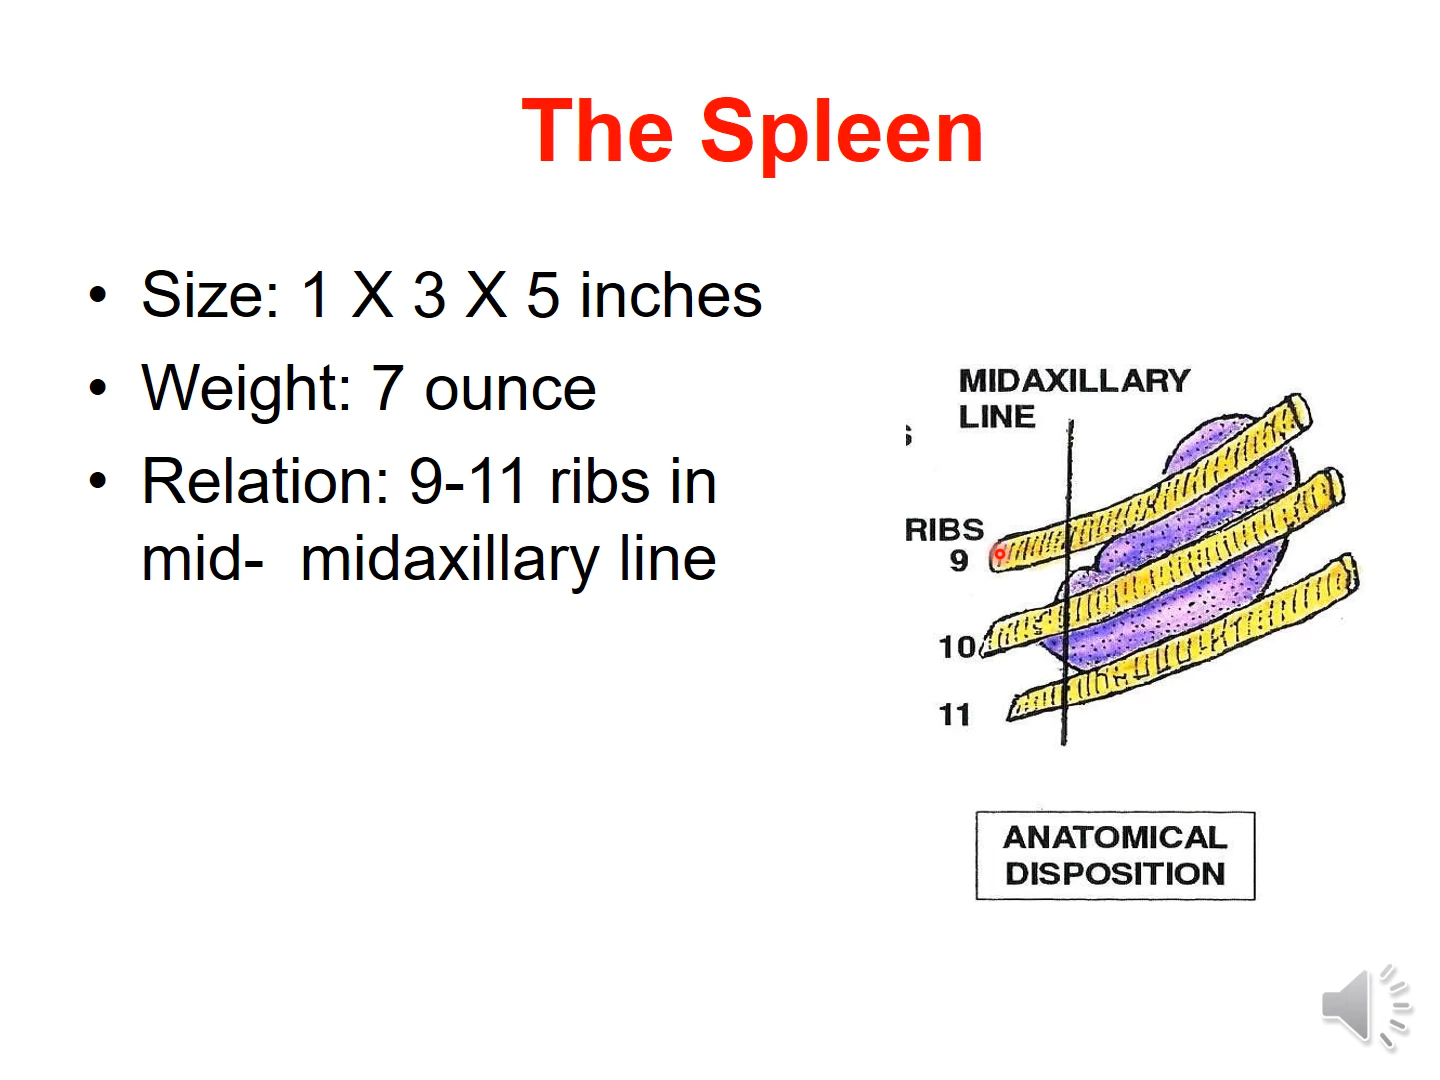 The Spleen
• Size: 1 X 3 X 5 inches
• Weight: 7 ounce
• Relation: 9-11 ribs in
mid- midaxillary line
MIDAXILLARY
LINE
RIBS
9
10
11
ANATOMICAL
DISPOSITION